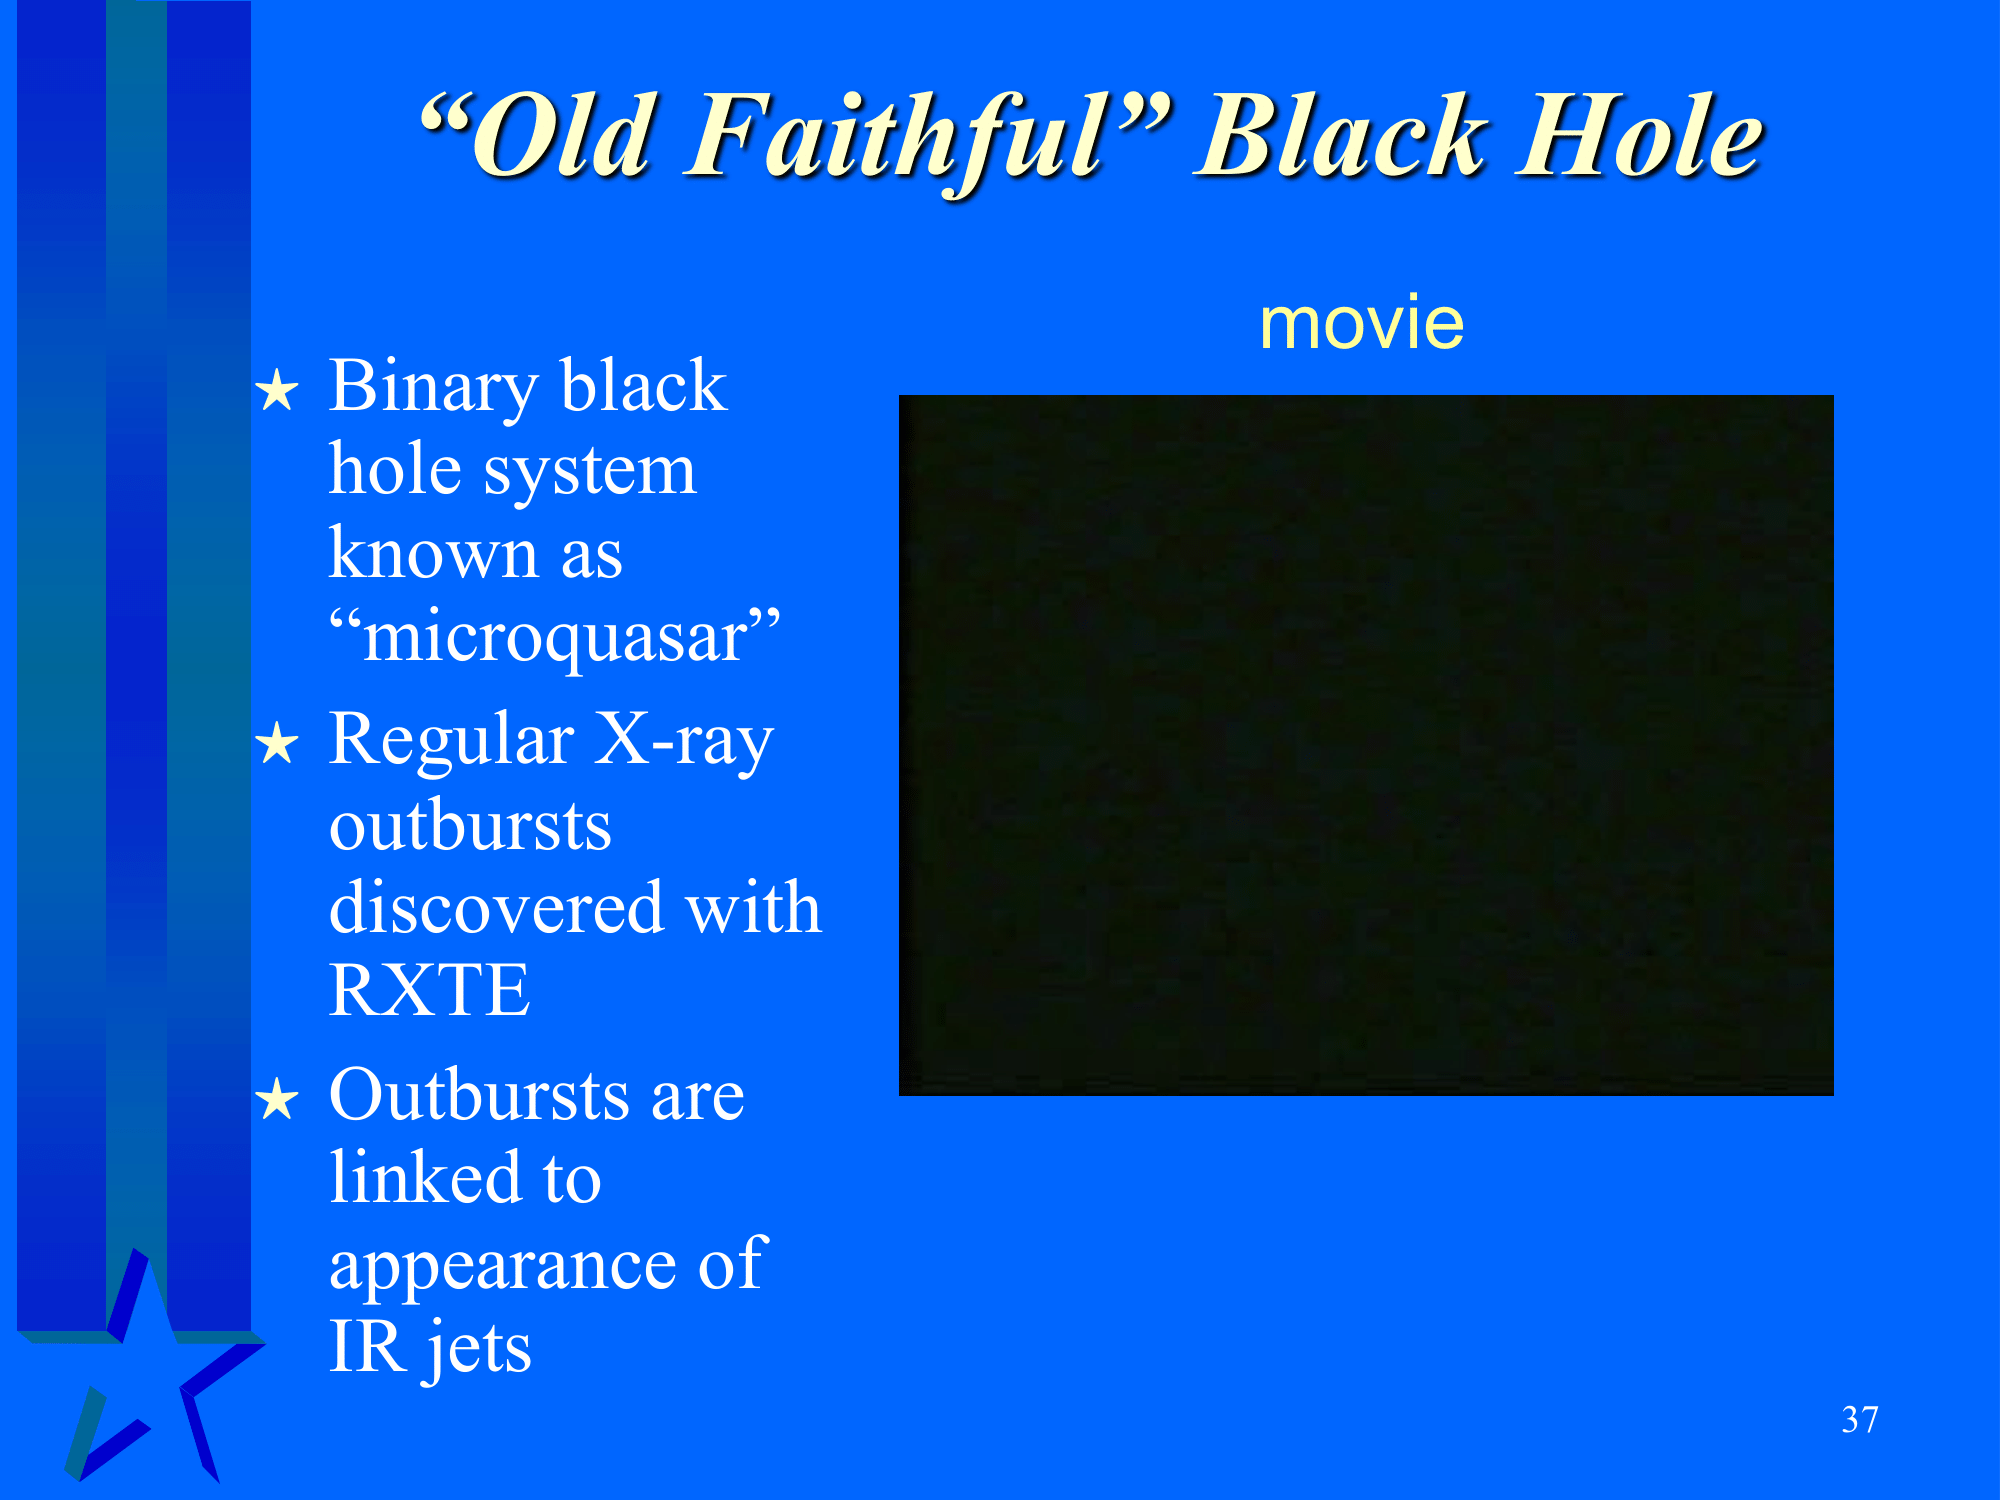 “Old Faithful” Black Hole
movie
★ Binary black
hole system
known as
“microquasar”
★ Regular X-ray
outbursts
discovered with
RXTE
★ Outbursts are
linked to
appearance of
IR jets
37